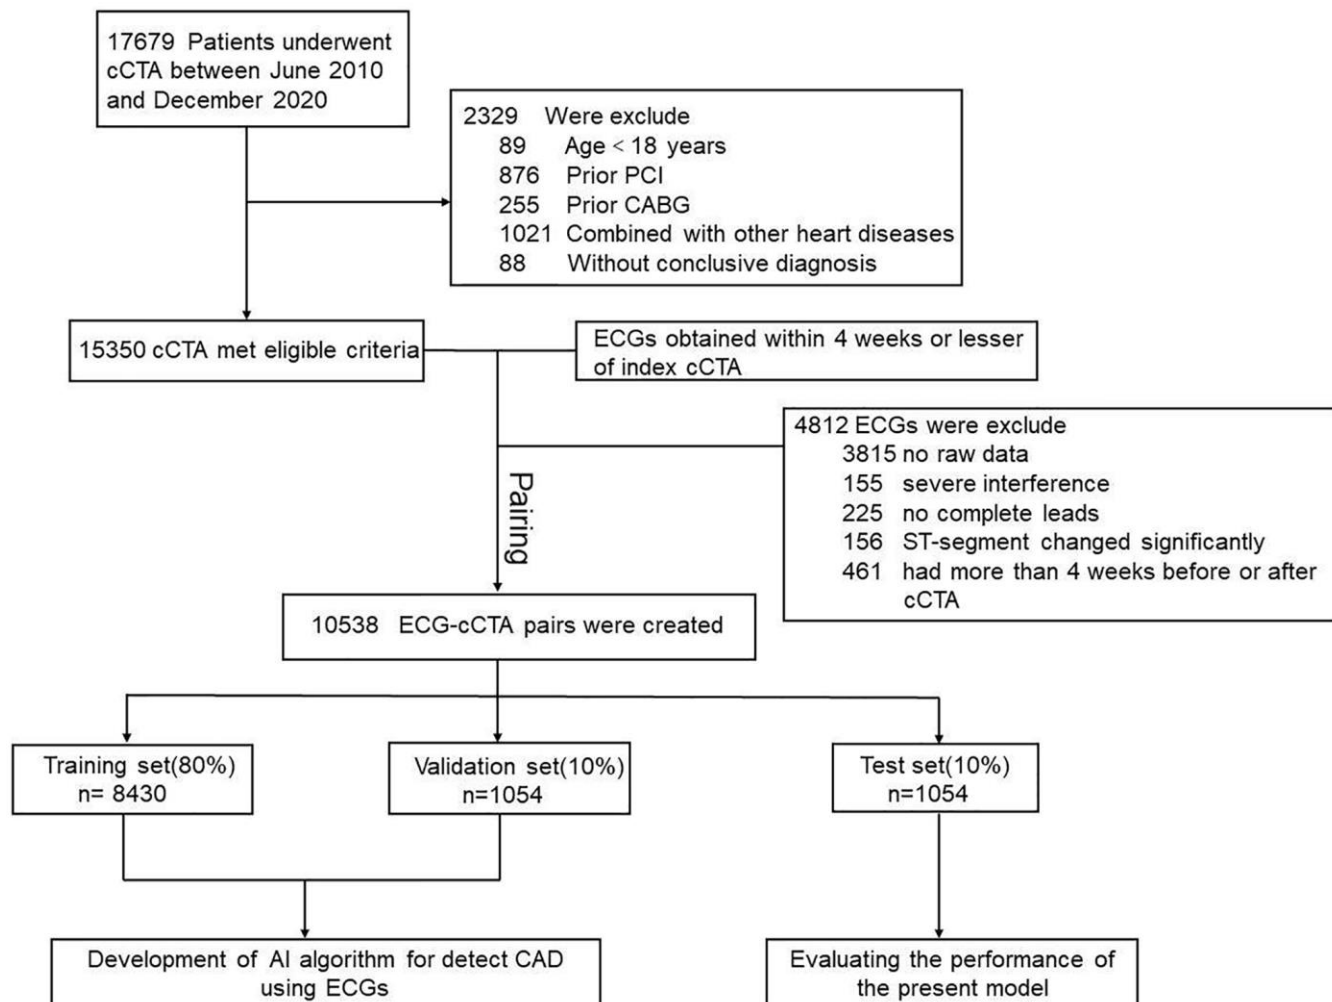 17679 Patients underwent
cCTA between June 2010
and December 2020
2329 Were exclude
89 Age < 18 years
876 Prior PCI
255 Prior CABG
1021 Combined with other heart diseases
88 Without conclusive diagnosis
15350 cCTA met eligible criteria
ECGs obtained within 4 weeks or lesser
of index cCTA
4812 ECGs were exclude
3815 no raw data
155 severe interference
225 no complete leads
156 ST-segment changed significantly
461 had more than 4 weeks before or after
cCTA
Pairing
10538 ECG-cCTA pairs were created
Training set(80%)
n= 8430
Validation set(10%)
n=1054
Test set(10%)
n=1054
Development of AI algorithm for detect CAD
using ECGs
Evaluating the performance of
the present model